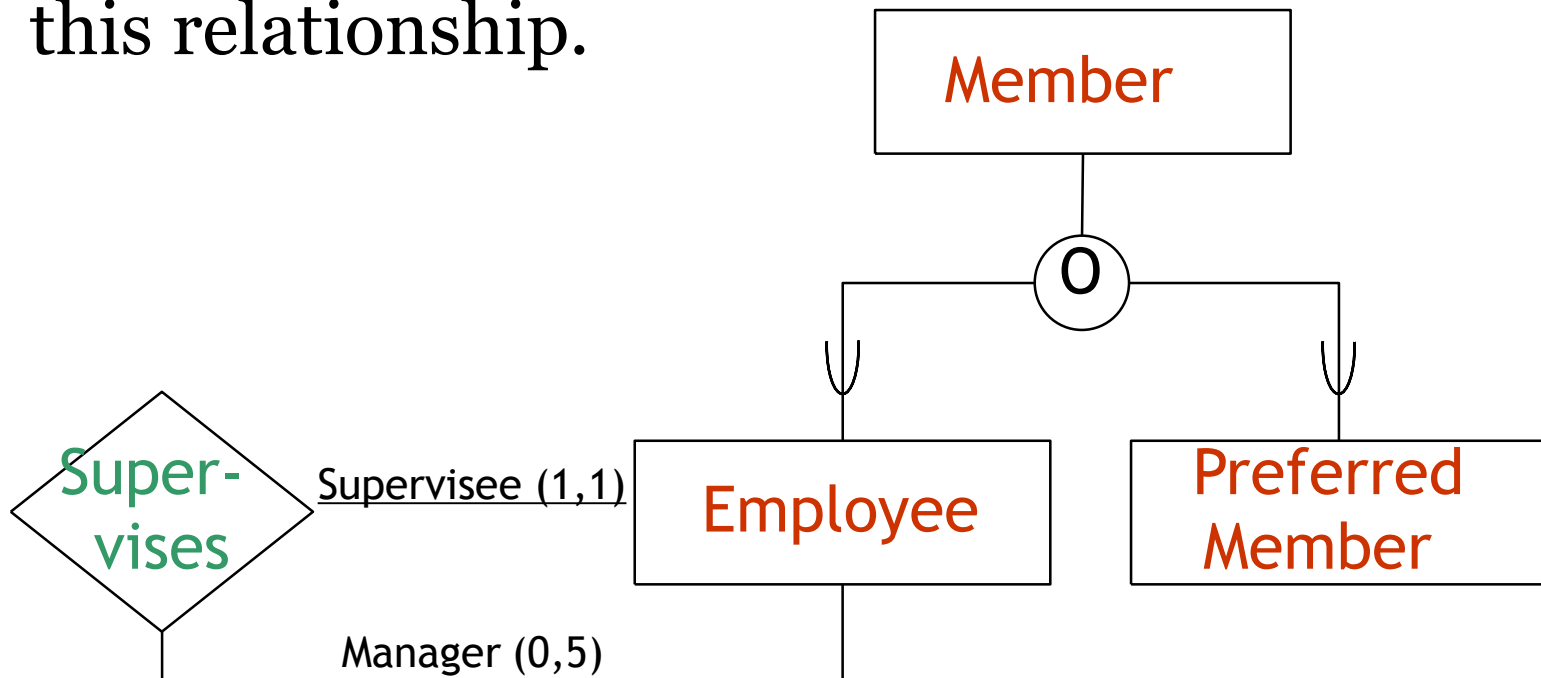 this relationship.
Member
O
Super-
vises
Supervisee (1,1)
Employee
Preferred
Member
Manager (0,5)